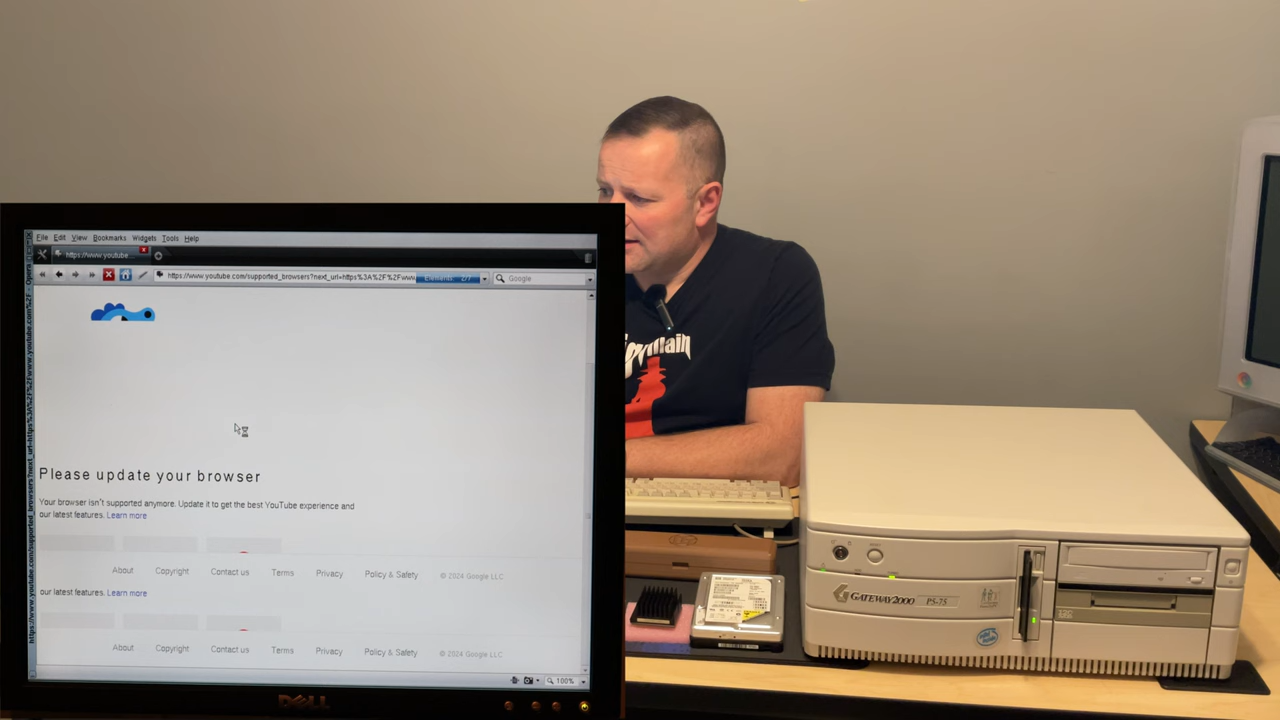 File Edit View Bookmarks Widgets Tools Help
https://www.youtube...
https://www.youtube.com/supported_browsers?next_url=https%3A%2F%2Fwww
Google
Please update your browser
Your browser isn't supported anymore. Update it to get the best YouTube experience and
our latest features. Learn more
About Copyright Contact us Terms Privacy Policy & Safety © 2024 Google LLC
our latest features. Learn more
About Copyright Contact us Terms Privacy Policy & Safety © 2024 Google LLC
100%
DELL
GATEWAY2000 P5-75